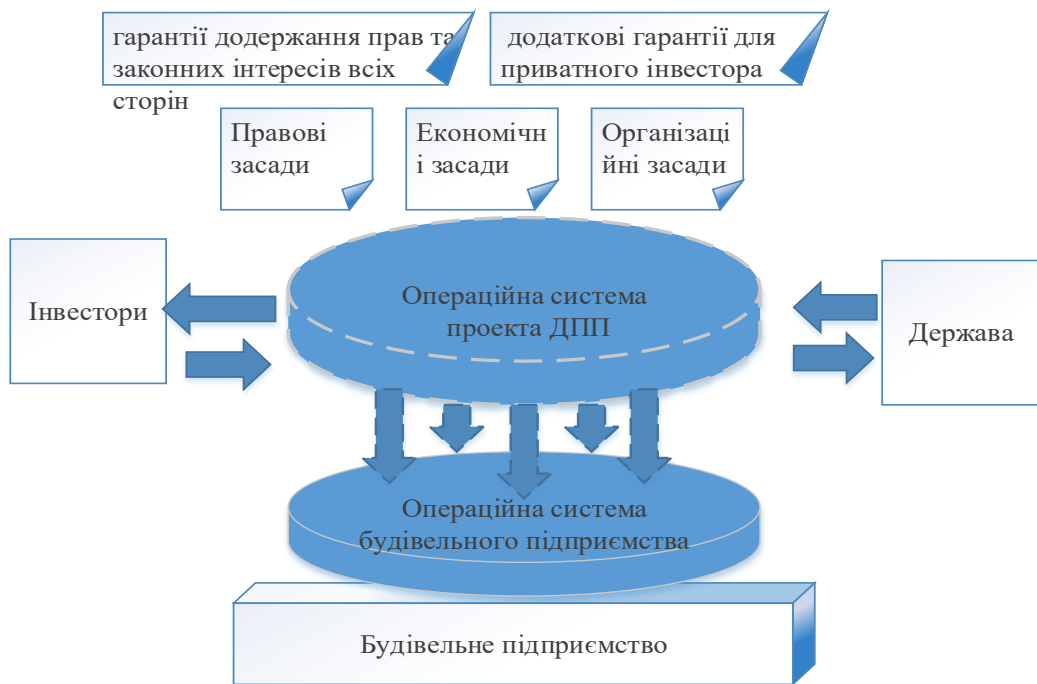 гарантії додержання прав та
законних інтересів всіх
сторін
додаткові гарантії для
приватного інвестора
Правові
засади
Економічн
і засади
Організаці
йні засади
Інвестори
Операційна система
проекта ДПП
Держава
Операційна система
будівельного підприємства
Будівельне підприємство